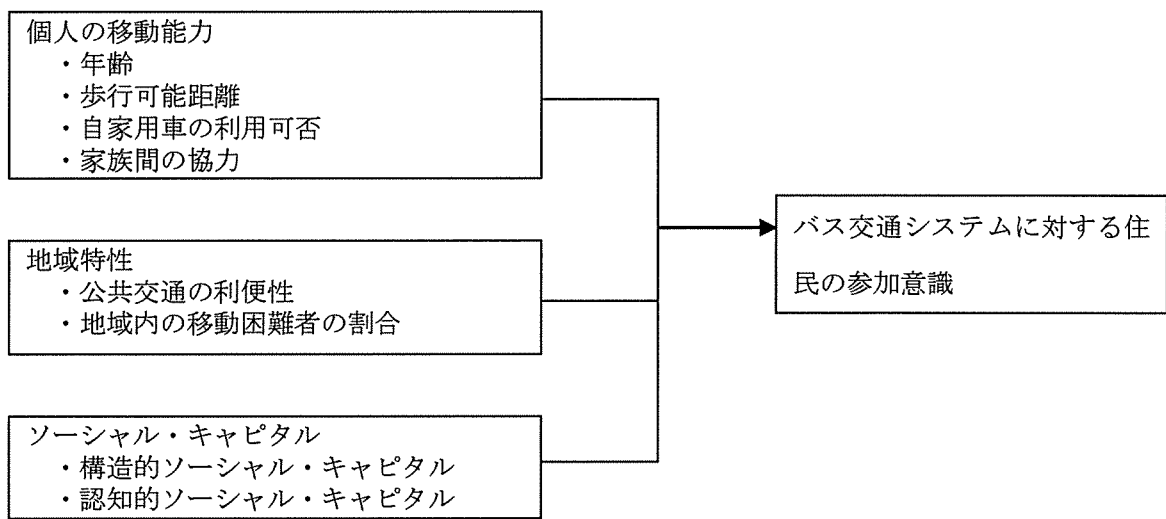 個人の移動能力
・年齢
・歩行可能距離
・自家用車の利用可否
・家族間の協力
地域特性
・公共交通の利便性
・地域内の移動困難者の割合
ソーシャル・キャピタル
・構造的ソーシャル・キャピタル
・認知的ソーシャル・キャピタル
バス交通システムに対する住
民の参加意識